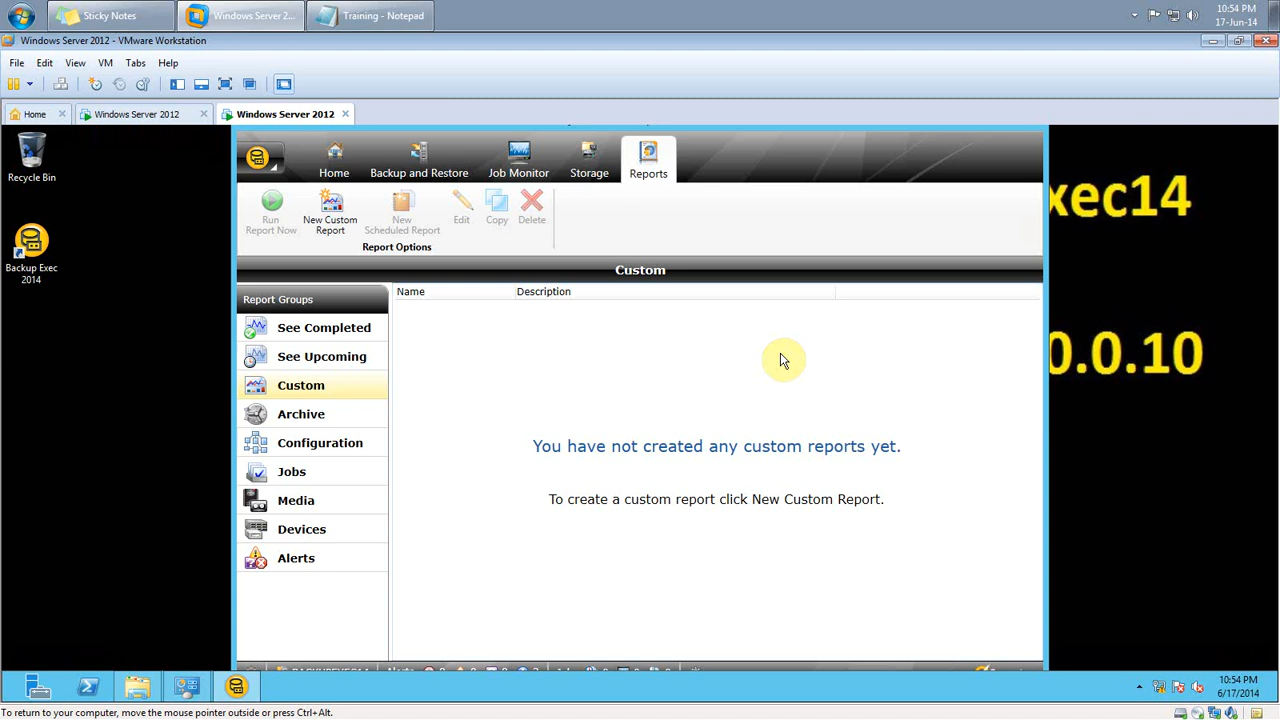 Sticky Notes
Windows Server 2...
Training - Notepad
10:54 PM
17-Jun-14
Windows Server 2012 - VMware Workstation
File Edit View VM Tabs Help
Home
Windows Server 2012
Windows Server 2012
Recycle Bin
Backup Exec
2014
Home
Backup and Restore
Job Monitor
Storage
Reports
Run
Report Now
New Custom
Report
New
Scheduled Report
Edit
Copy
Delete
Report Options
xec14
0.0.10
Custom
Report Groups
Name
Description
See Completed
See Upcoming
Custom
Archive
Configuration
Jobs
Media
Devices
Alerts
You have not created any custom reports yet.
To create a custom report click New Custom Report.
10:54 PM
6/17/2014
To return to your computer, move the mouse pointer outside or press Ctrl+Alt.